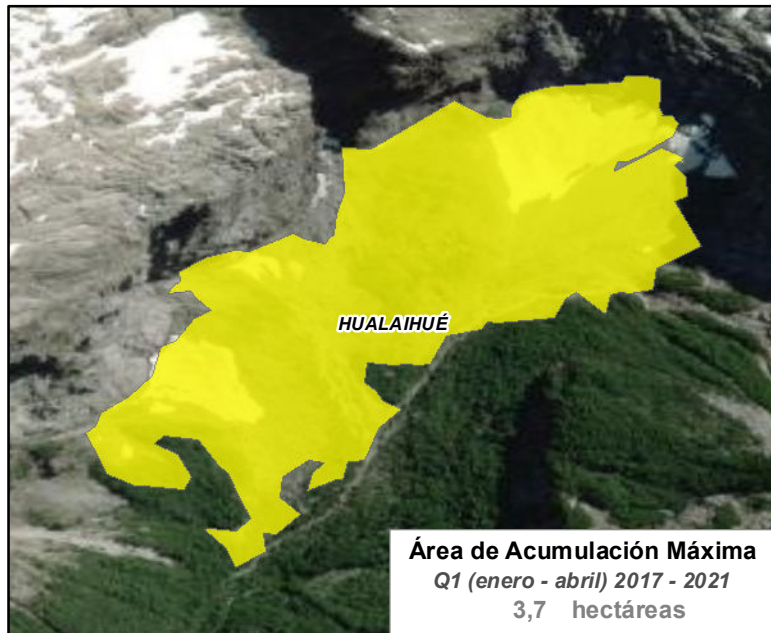 HUALAIHUÉ
Área de Acumulación Máxima
Q1 (enero - abril) 2017 - 2021
3,7 hectáreas